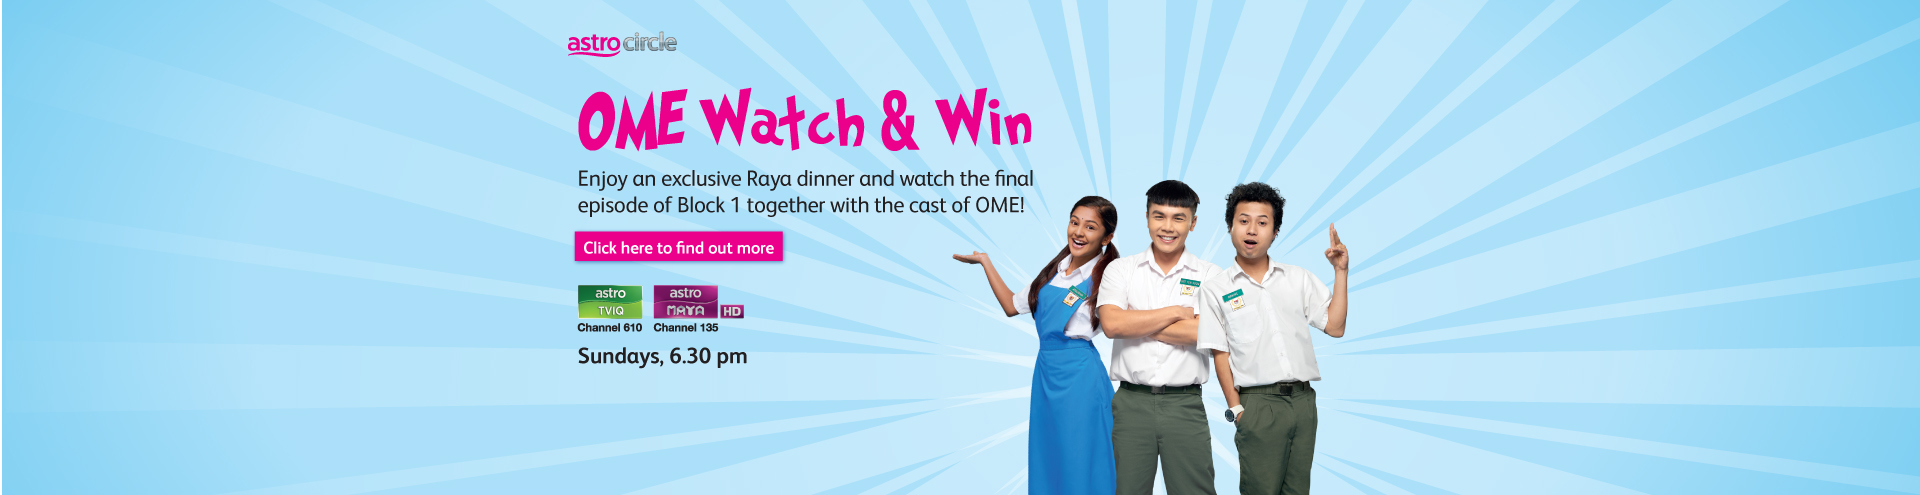 astro circle
OME Watch & Win
Enjoy an exclusive Raya dinner and watch the final
episode of Block 1 together with the cast of OME!
Click here to find out more
astro
TVIQ
astro
MAYA HD
Channel 610 Channel 135
Sundays, 6.30 pm